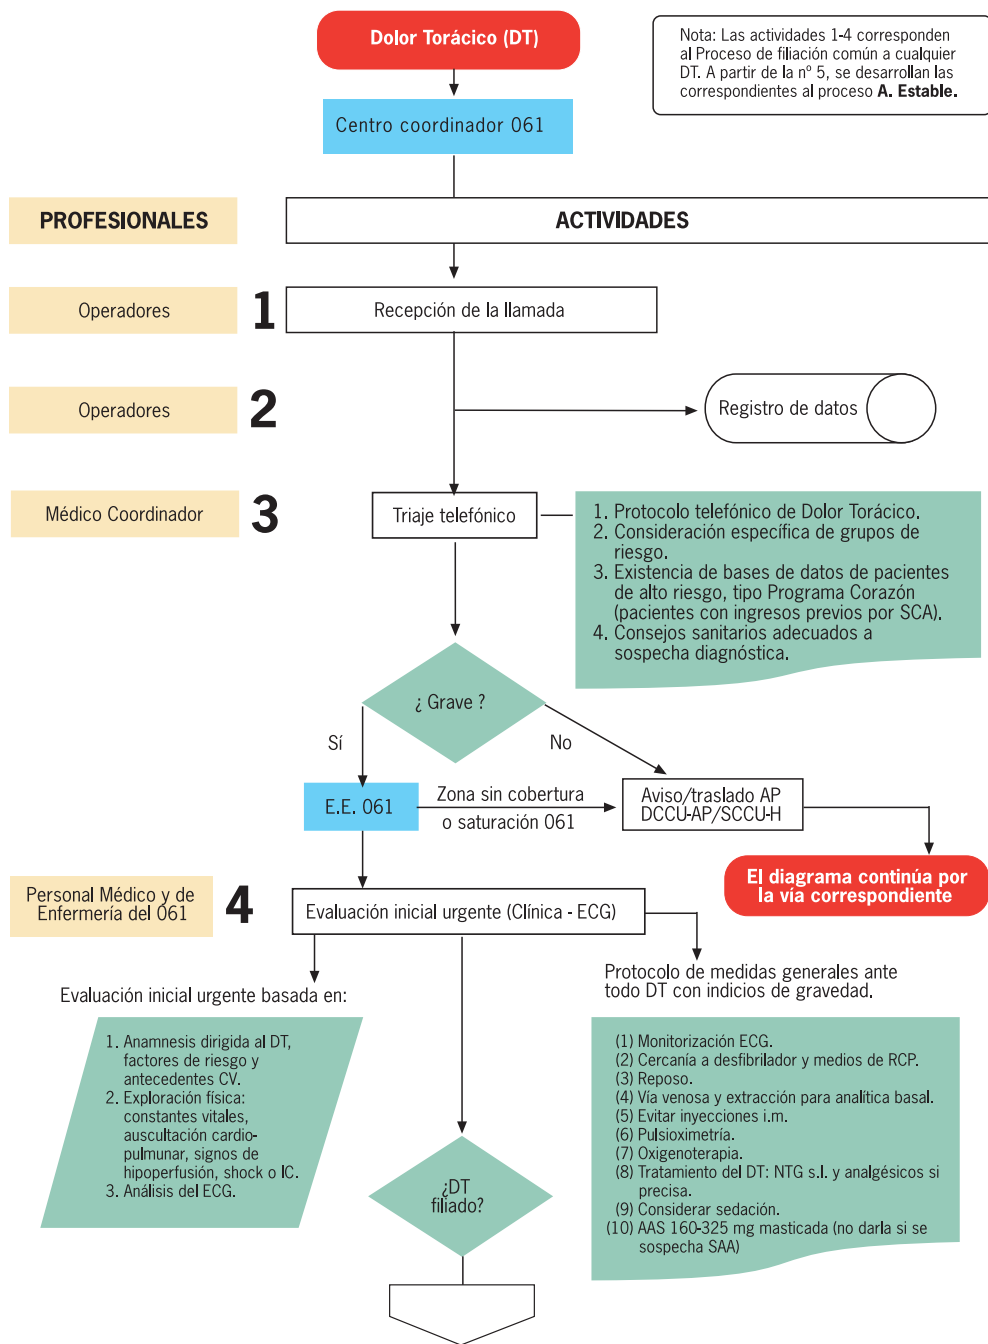 Dolor Torácico (DT)
Nota: Las actividades 1-4 corresponden
al Proceso de filiación común a cualquier
DT. A partir de la nº 5, se desarrollan las
correspondientes al proceso A. Estable.
Centro coordinador 061
PROFESIONALES
ACTIVIDADES
Operadores
1
Recepción de la llamada
Operadores
2
Registro de datos
Médico Coordinador
3
Triaje telefónico
1. Protocolo telefónico de Dolor Torácico.
2. Consideración específica de grupos de
riesgo.
3. Existencia de bases de datos de pacientes
de alto riesgo, tipo Programa Corazón
(pacientes con ingresos previos por SCA).
4. Consejos sanitarios adecuados a
sospecha diagnóstica.
¿ Grave ?
Sí
No
E.E. 061
Zona sin cobertura
o saturación 061
Aviso/traslado AP
DCCU-AP/SCCU-H
El diagrama continúa por
la vía correspondiente
Personal Médico y de
Enfermería del 061
4
Evaluación inicial urgente (Clínica - ECG)
Evaluación inicial urgente basada en:
1. Anamnesis dirigida al DT,
factores de riesgo y
antecedentes CV.
2. Exploración física:
constantes vitales,
auscultación cardio-
pulmunar, signos de
hipoperfusión, shock o IC.
3. Análisis del ECG.
Protocolo de medidas generales ante
todo DT con indicios de gravedad.
(1) Monitorización ECG.
(2) Cercanía a desfibrilador y medios de RCP.
(3) Reposo.
(4) Vía venosa y extracción para analítica basal.
(5) Evitar inyecciones i.m.
(6) Pulsioximetría.
(7) Oxigenoterapia.
(8) Tratamiento del DT: NTG s.l. y analgésicos si
precisa.
(9) Considerar sedación.
(10) AAS 160-325 mg masticada (no darla si se
sospecha SAA)
¿DT
filiado?